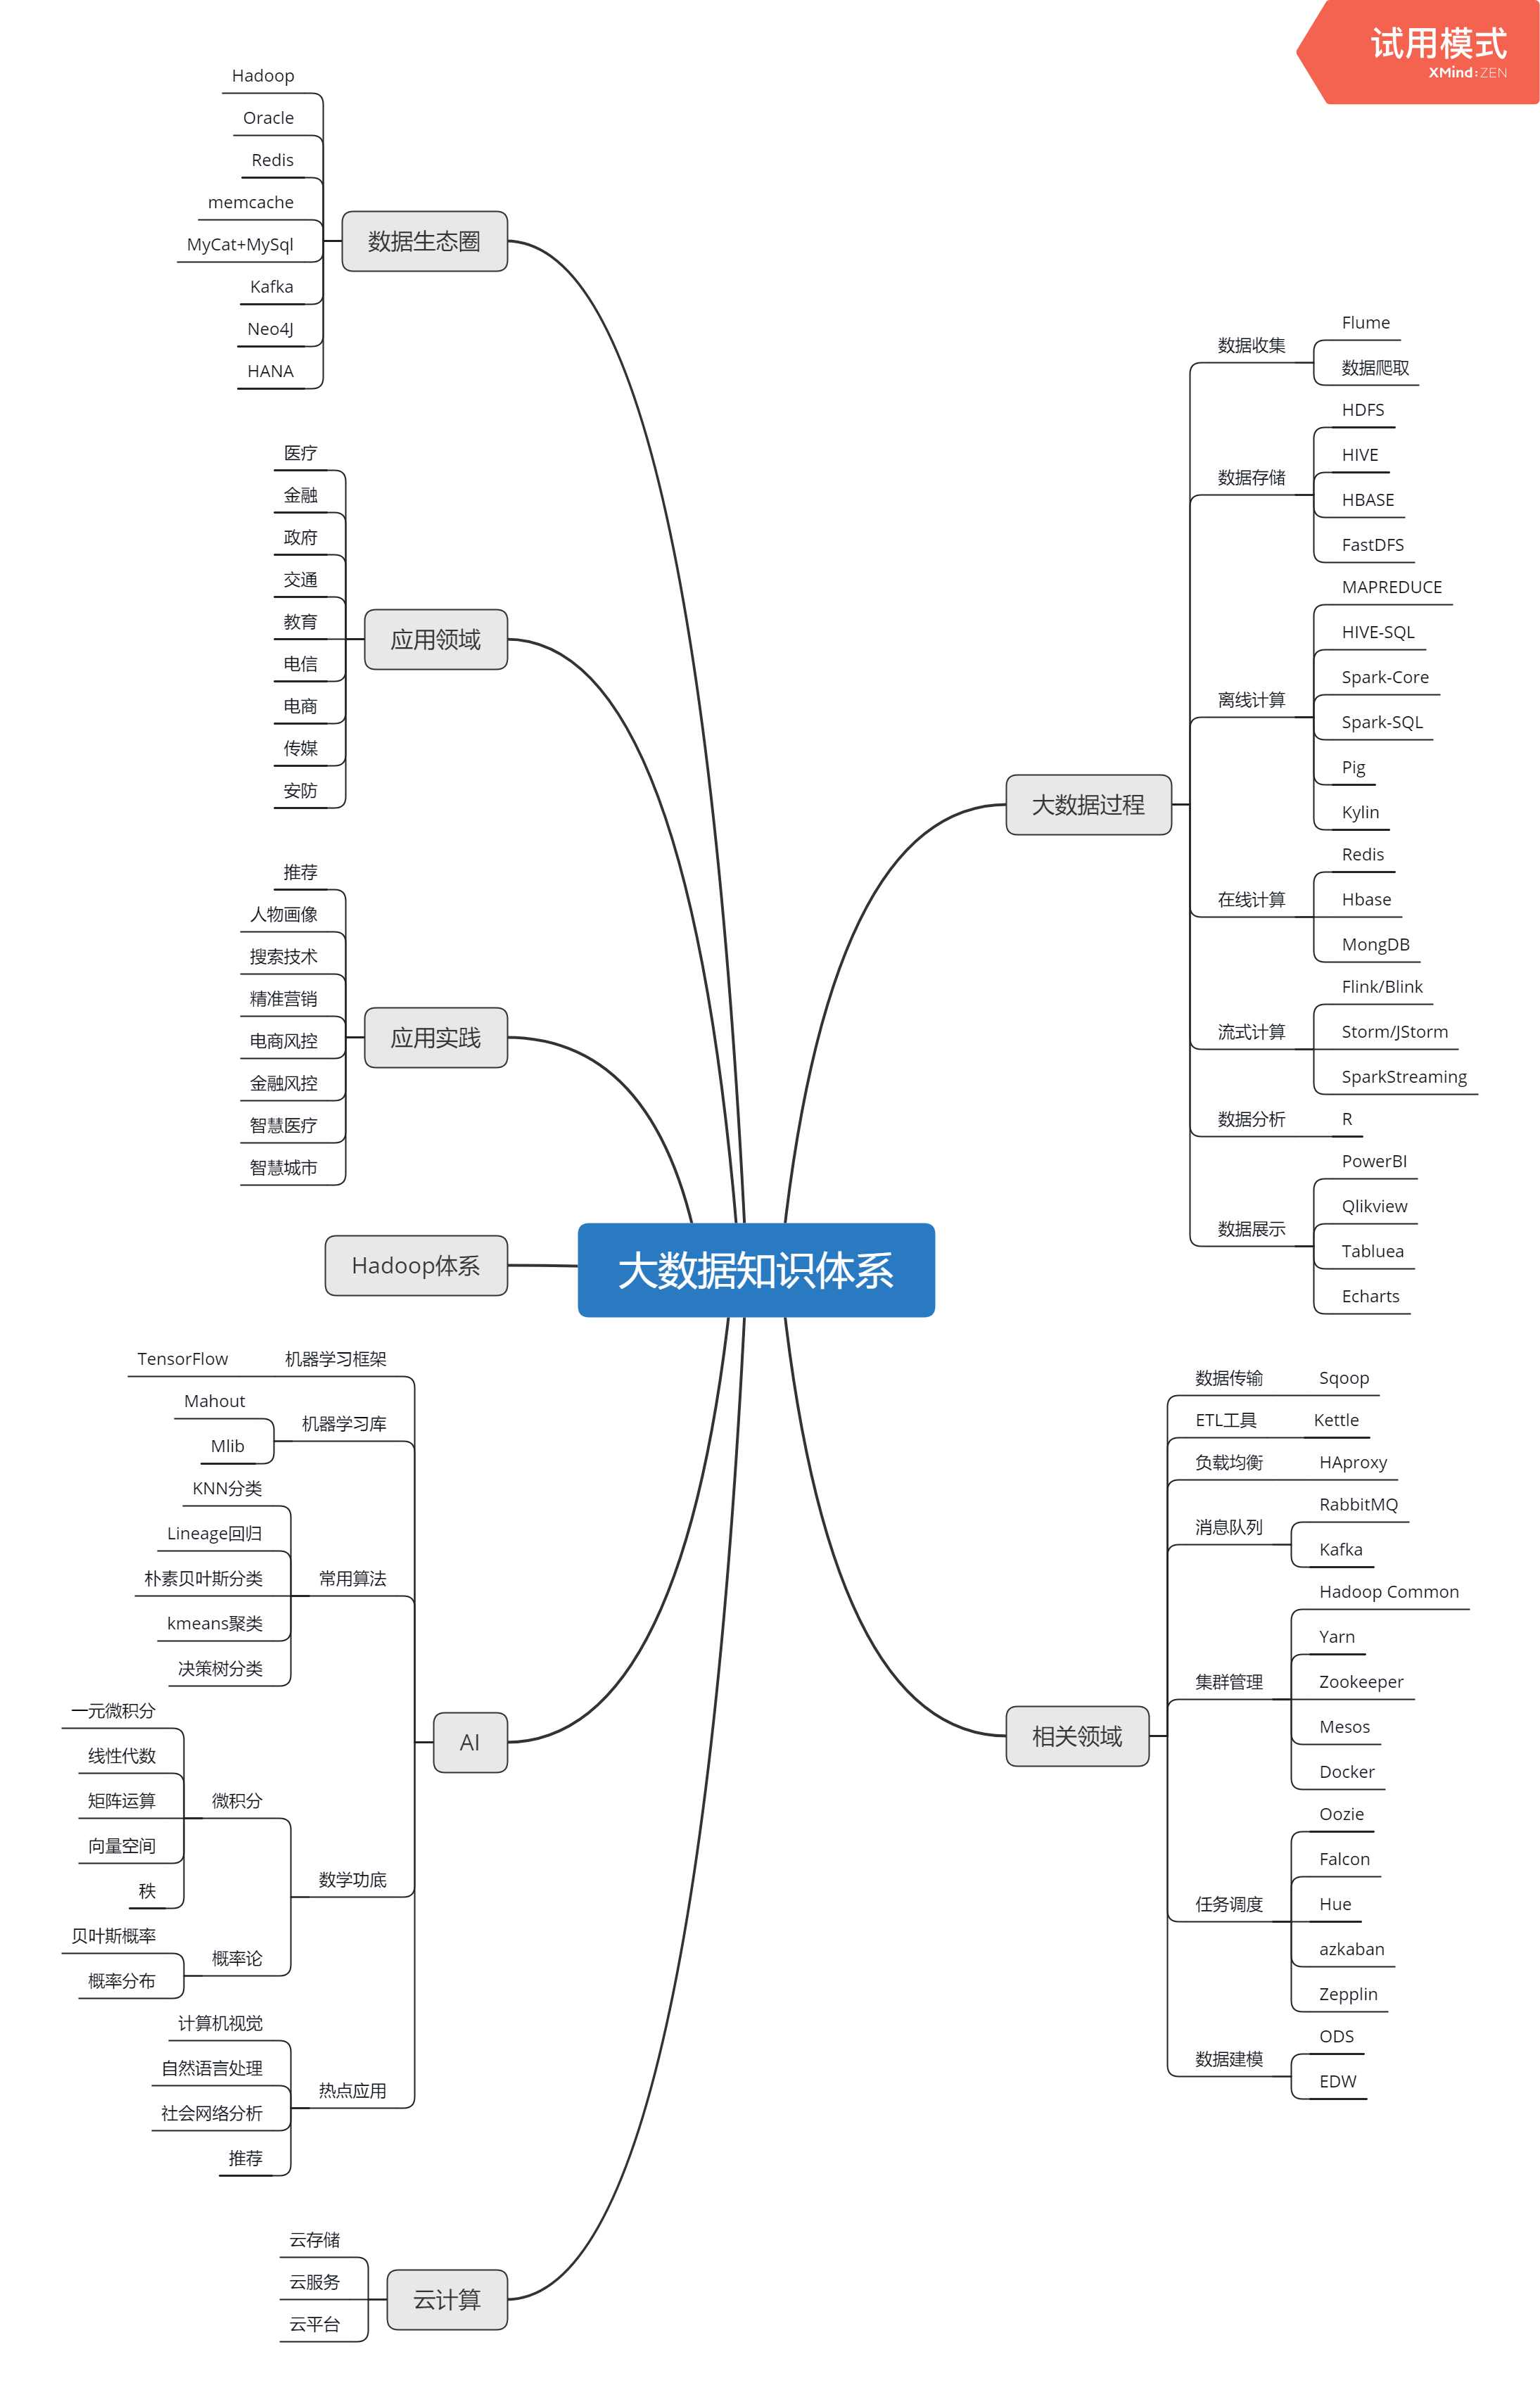 试用模式
XMind:ZEN
大数据知识体系
大数据过程
数据收集
Flume
数据爬取
数据存储
HDFS
HIVE
HBASE
FastDFS
离线计算
MAPREDUCE
HIVE-SQL
Spark-Core
Spark-SQL
Pig
Kylin
在线计算
Redis
Hbase
MongDB
流式计算
Flink/Blink
Storm/JStorm
SparkStreaming
数据分析
R
数据展示
PowerBI
Qlikview
Tabluea
Echarts
相关领域
数据传输
Sqoop
ETL工具
Kettle
负载均衡
HAproxy
消息队列
RabbitMQ
Kafka
集群管理
Hadoop Common
Yarn
Zookeeper
Mesos
Docker
任务调度
Oozie
Falcon
Hue
azkaban
Zepplin
数据建模
ODS
EDW
数据生态圈
Hadoop
Oracle
Redis
memcache
MyCat+MySql
Kafka
Neo4J
HANA
应用领域
医疗
金融
政府
交通
教育
电信
电商
传媒
安防
应用实践
推荐
人物画像
搜索技术
精准营销
电商风控
金融风控
智慧医疗
智慧城市
Hadoop体系
AI
机器学习框架
TensorFlow
机器学习库
Mahout
Mlib
常用算法
KNN分类
Lineage回归
朴素贝叶斯分类
kmeans聚类
决策树分类
数学功底
微积分
一元微积分
线性代数
矩阵运算
向量空间
秩
概率论
贝叶斯概率
概率分布
热点应用
计算机视觉
自然语言处理
社会网络分析
推荐
云计算
云存储
云服务
云平台